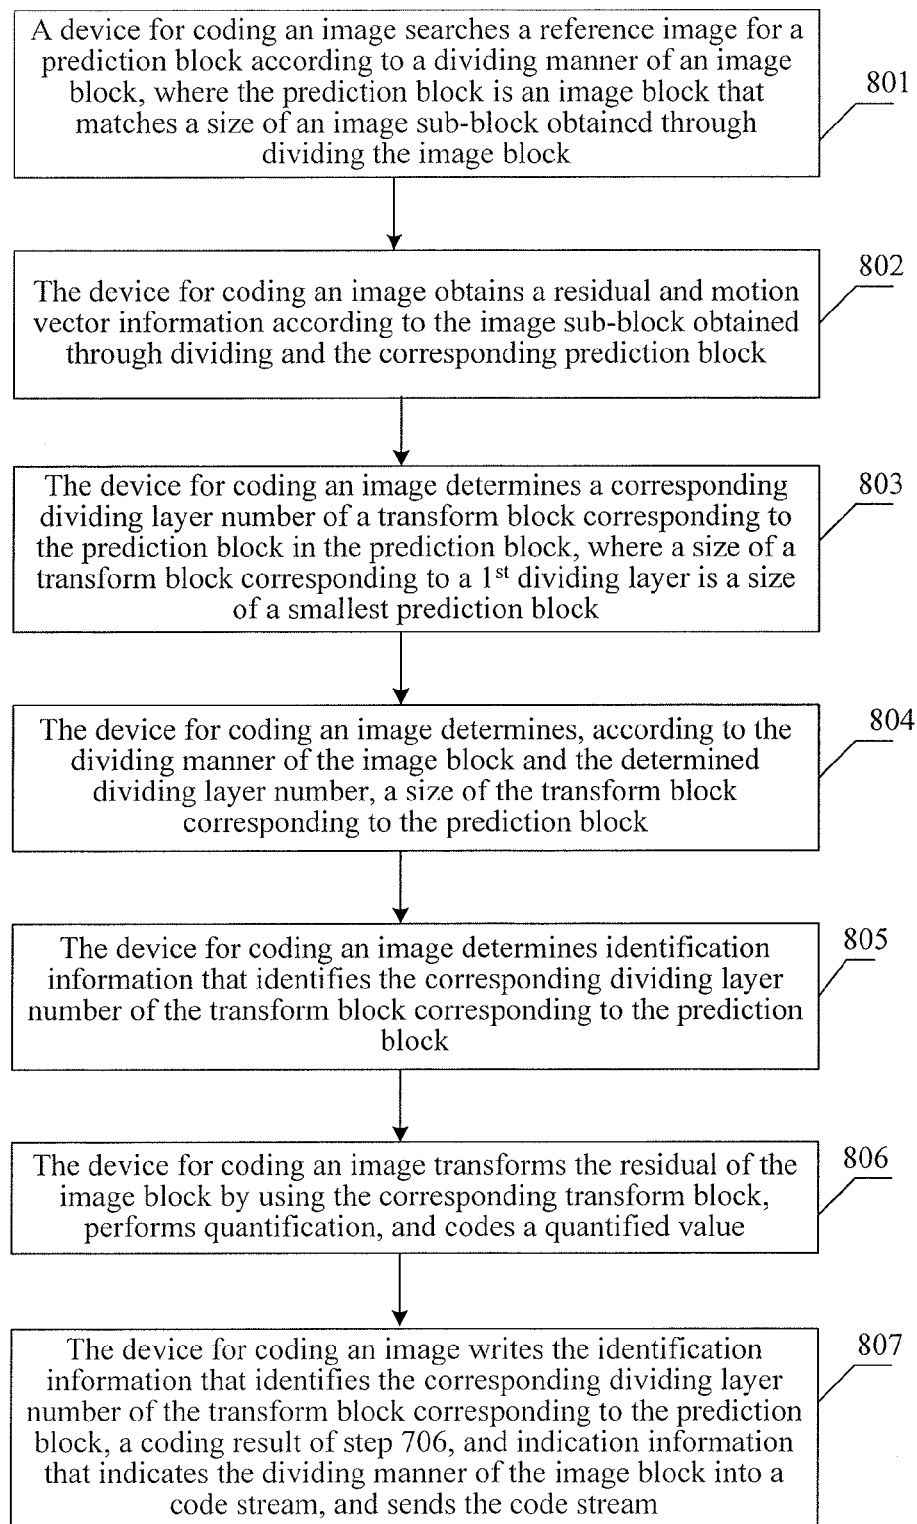 A device for coding an image searches a reference image for a
prediction block according to a dividing manner of an image
block, where the prediction block is an image block that
matches a size of an image sub-block obtained through
dividing the image block
801
The device for coding an image obtains a residual and motion
vector information according to the image sub-block obtained
through dividing and the corresponding prediction block
802
The device for coding an image determines a corresponding
dividing layer number of a transform block corresponding to
the prediction block in the prediction block, where a size of a
transform block corresponding to a 1st dividing layer is a size
of a smallest prediction block
803
The device for coding an image determines, according to the
dividing manner of the image block and the determined
dividing layer number, a size of the transform block
corresponding to the prediction block
804
The device for coding an image determines identification
information that identifies the corresponding dividing layer
number of the transform block corresponding to the prediction
block
805
The device for coding an image transforms the residual of the
image block by using the corresponding transform block,
performs quantification, and codes a quantified value
806
The device for coding an image writes the identification
information that identifies the corresponding dividing layer
number of the transform block corresponding to the prediction
block, a coding result of step 706, and indication information
that indicates the dividing manner of the image block into a
code stream, and sends the code stream
807